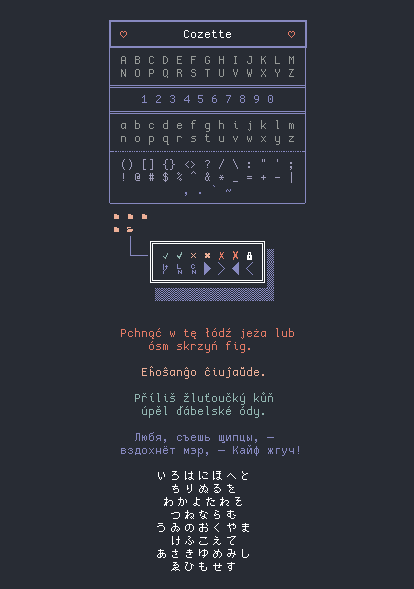 ♡ Cozette ♡
A B C D E F G H I J K L M
N O P Q R S T U V W X Y Z
1 2 3 4 5 6 7 8 9 0
a b c d e f g h i j k l m
n o p q r s t u v w x y z
() [] {} <> ? / \ : " ' ;
! @ # $ % ^ & * _ = + - |
, . ` ~
Pchnąć w tę łódź jeża lub
ósm skrzyń fig.
Eĥoŝanĝo ĉiuĵaŭde.
Příliš žluťoučký kůň
úpěl ďábelské ódy.
Любя, съешь щипцы, —
вздохнёт мэр, — Кайф жгуч!
いろはにほへと
ちりぬるを
わかよたれそ
つねならむ
うゐのおくやま
けふこえて
あさきゆめみし
ゑひもせす